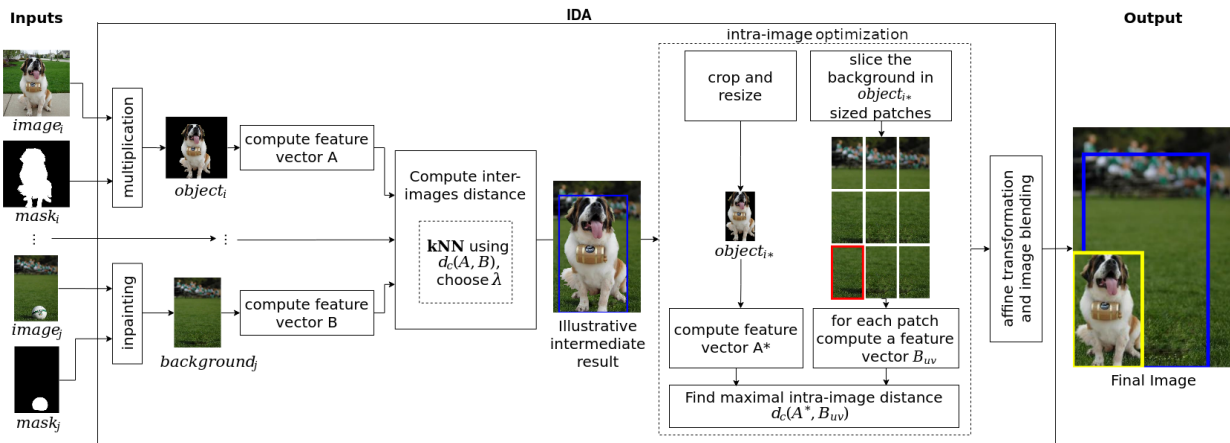 Inputs
IDA
Output
image_i
mask_i
⋮
image_j
mask_j
multiplication
inpainting
object_i
⋮
background_j
compute feature
vector A
compute feature
vector B
Compute inter-
images distance
kNN using
d_c(A, B),
choose λ
Illustrative
intermediate
result
intra-image optimization
crop and
resize
slice the
background in
object_i*
sized patches
object_i*
compute feature
vector A*
for each patch
compute a feature
vector B_uv
Find maximal intra-image distance
d_c(A*, B_uv)
affine transformation
and image blending
Final Image